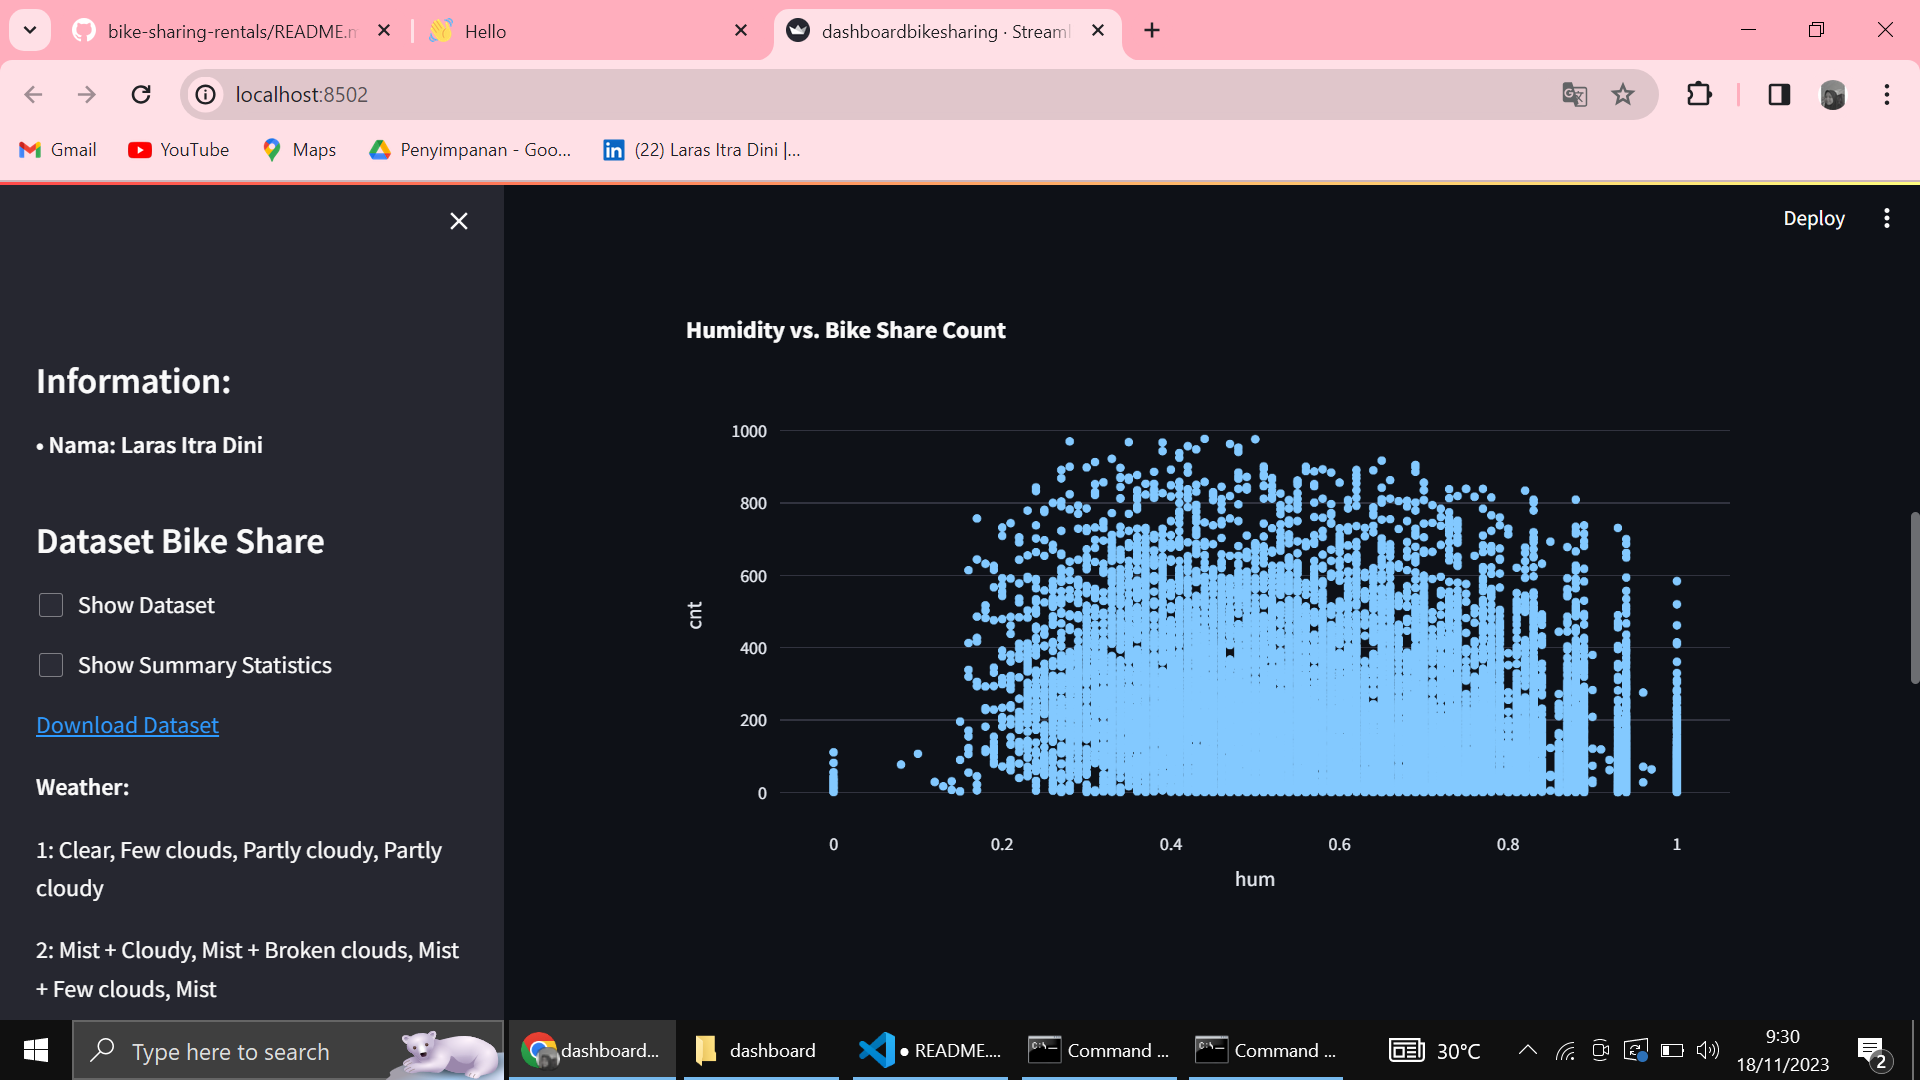 bike-sharing-rentals/README.m
Hello
dashboardbikesharing · Streaml
localhost:8502
Gmail
YouTube
Maps
Penyimpanan - Goo...
(22) Laras Itra Dini |...
Deploy
Information:
• Nama: Laras Itra Dini
Dataset Bike Share
Show Dataset
Show Summary Statistics
Download Dataset
Weather:
1: Clear, Few clouds, Partly cloudy, Partly
cloudy
2: Mist + Cloudy, Mist + Broken clouds, Mist
+ Few clouds, Mist
Humidity vs. Bike Share Count
1000
800
600
400
200
0
cnt
0 0.2 0.4 0.6 0.8 1
hum
Type here to search
dashboard...
dashboard
● README....
Command ...
Command ...
30°C
9:30
18/11/2023
2